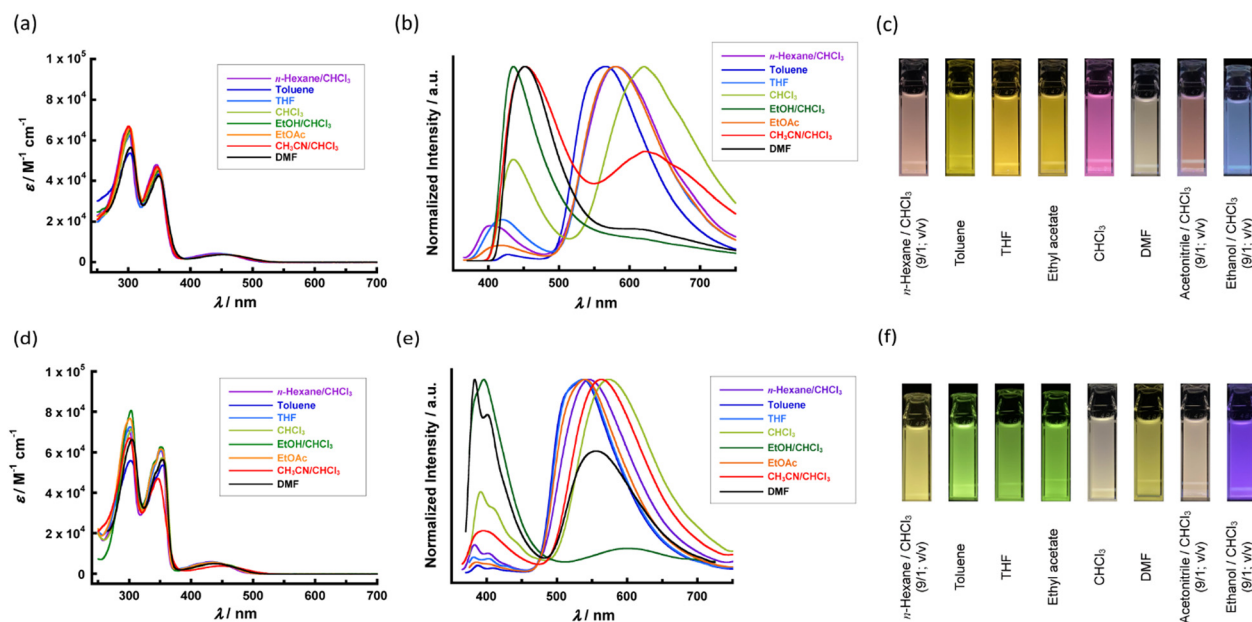 (a)
1 × 10⁵
8 × 10⁴
6 × 10⁴
4 × 10⁴
2 × 10⁴
0
ε / M⁻¹ cm⁻¹
300 400 500 600 700
λ / nm
n-Hexane/CHCl₃
Toluene
THF
CHCl₃
EtOH/CHCl₃
EtOAc
CH₃CN/CHCl₃
DMF
(b)
Normalized Intensity / a.u.
400 500 600 700
λ / nm
n-Hexane/CHCl₃
Toluene
THF
CHCl₃
EtOH/CHCl₃
EtOAc
CH₃CN/CHCl₃
DMF
(c)
n-Hexane / CHCl₃
(9/1; v/v)
Toluene
THF
Ethyl acetate
CHCl₃
DMF
Acetonitrile / CHCl₃
(9/1; v/v)
Ethanol / CHCl₃
(9/1; v/v)
(d)
1 × 10⁵
8 × 10⁴
6 × 10⁴
4 × 10⁴
2 × 10⁴
0
ε / M⁻¹ cm⁻¹
300 400 500 600 700
λ / nm
n-Hexane/CHCl₃
Toluene
THF
CHCl₃
EtOH/CHCl₃
EtOAc
CH₃CN/CHCl₃
DMF
(e)
Normalized Intensity / a.u.
400 500 600 700
λ / nm
n-Hexane/CHCl₃
Toluene
THF
CHCl₃
EtOH/CHCl₃
EtOAc
CH₃CN/CHCl₃
DMF
(f)
n-Hexane / CHCl₃
(9/1; v/v)
Toluene
THF
Ethyl acetate
CHCl₃
DMF
Acetonitrile / CHCl₃
(9/1; v/v)
Ethanol / CHCl₃
(9/1; v/v)